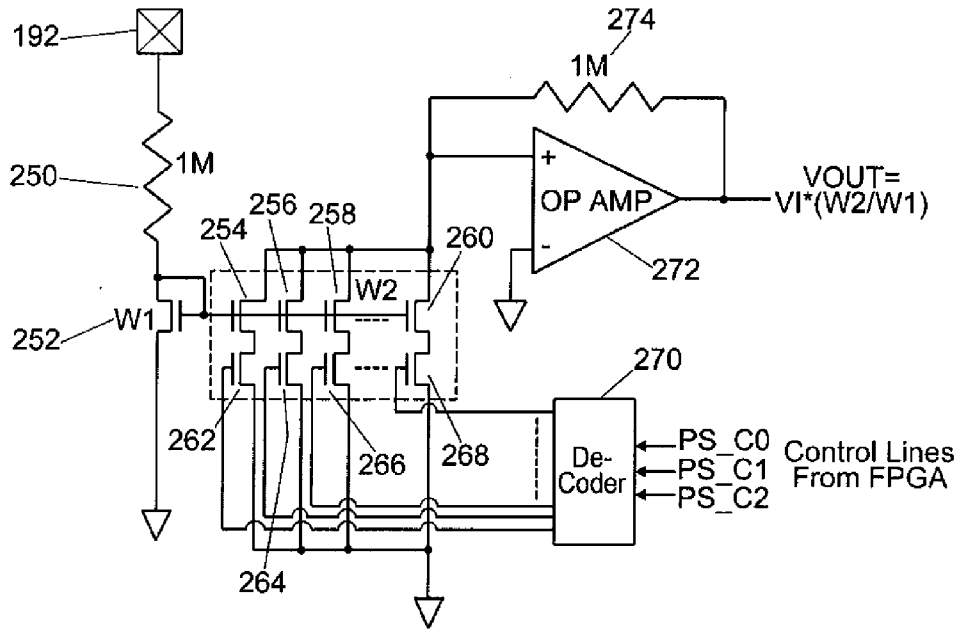 192
274
1M
250
1M
256
258
254
+
OP AMP
-
VOUT=
VI*(W2/W1)
260
272
W2
W1
252
270
262
266
268
264
De-
Coder
PS_C0
PS_C1
PS_C2
Control Lines
From FPGA